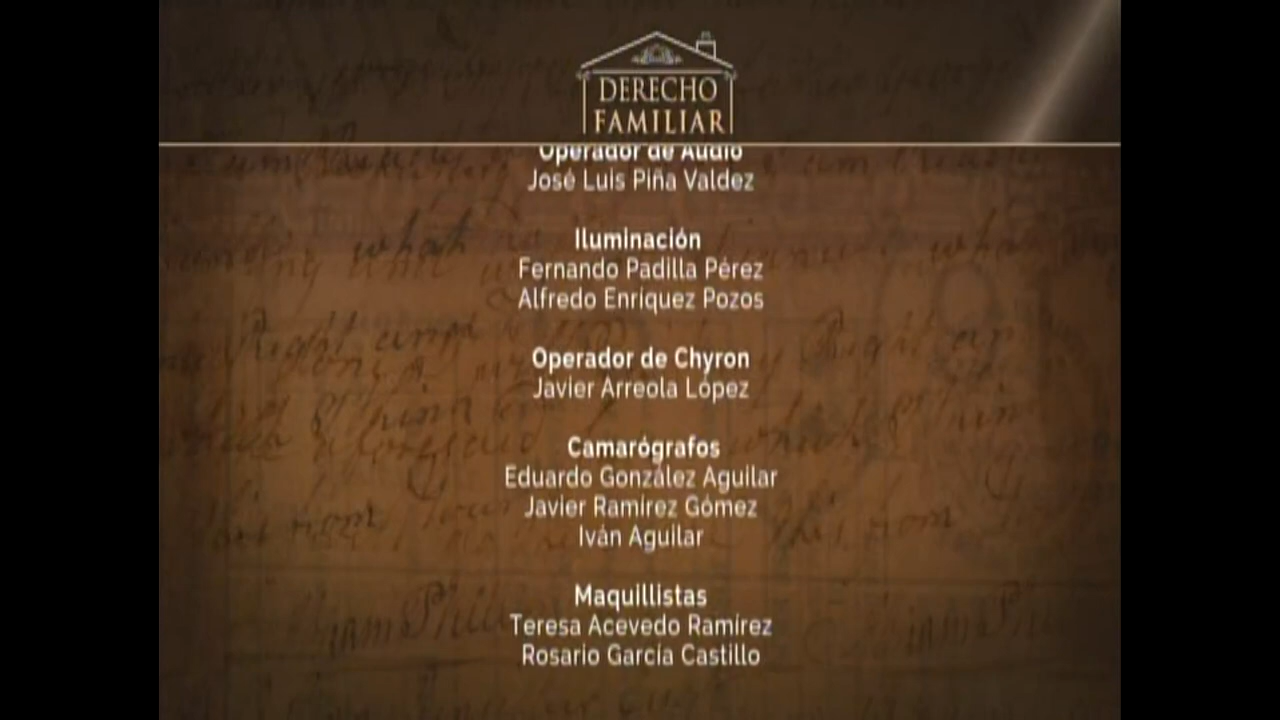 DERECHO
FAMILIAR
Operador de Audio
José Luis Piña Valdez
Iluminación
Fernando Padilla Pérez
Alfredo Enríquez Pozos
Operador de Chyron
Javier Arreola López
Camarógrafos
Eduardo González Aguilar
Javier Ramírez Gómez
Iván Aguilar
Maquillistas
Teresa Acevedo Ramírez
Rosario García Castillo